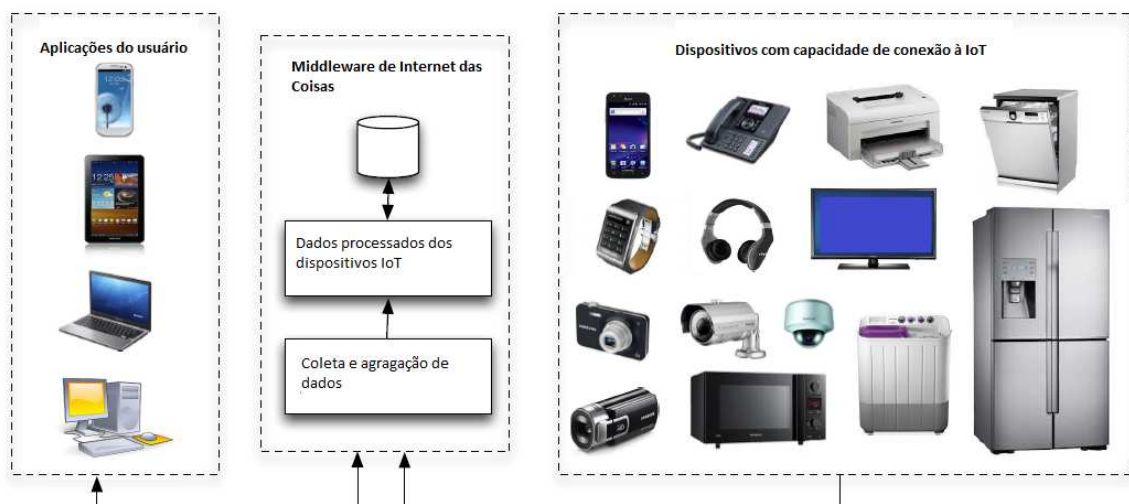 Aplicações do usuário
Middleware de Internet das
Coisas
Dados processados dos
dispositivos IoT
Coleta e agragação de
dados
Dispositivos com capacidade de conexão à IoT